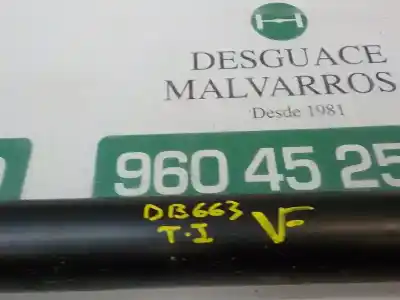 DESGUACE
MALVARROS
Desde 1981
960 45 25
DB663
T.I